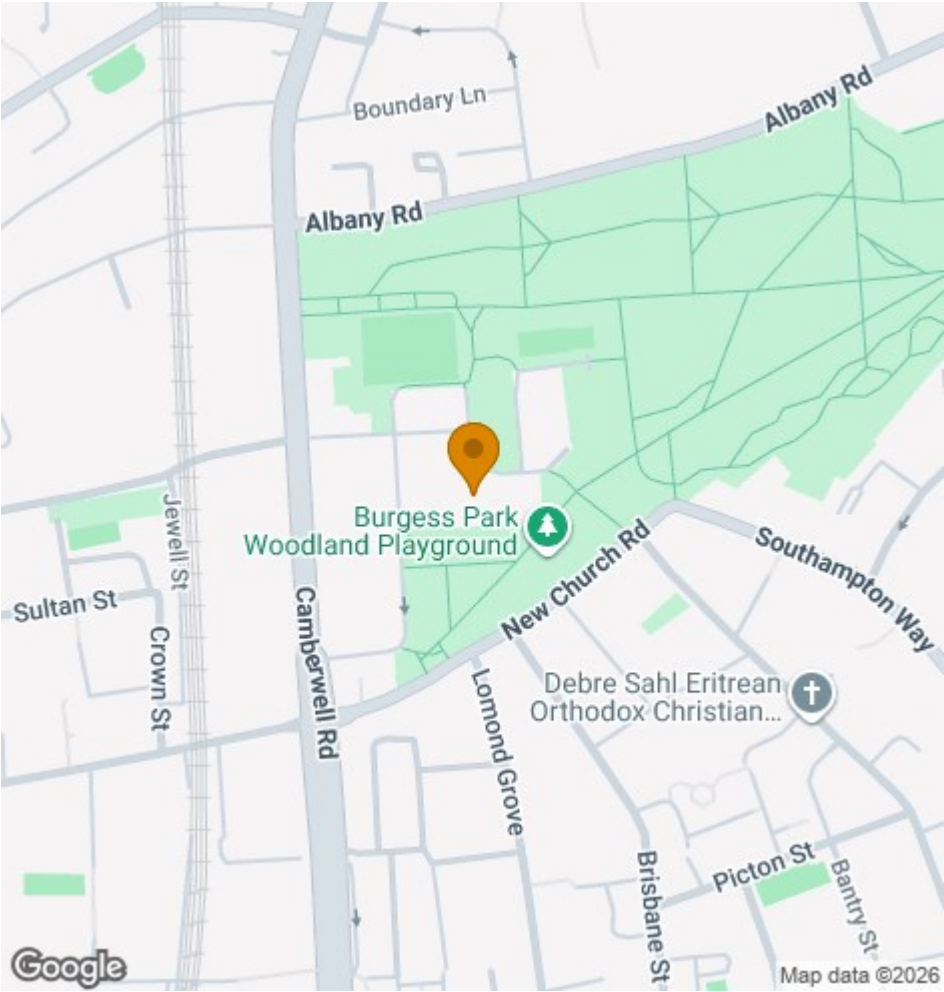 Boundary Ln
Albany Rd
Albany Rd
Burgess Park
Woodland Playground
Jewell St
New Church Rd
Southampton Way
Sultan St
Camberwell Rd
Crown St
Lomond Grove
Debre Sahl Eritrean
Orthodox Christian...
Picton St
Brisbane St
Bantry St
Google
Map data ©2026